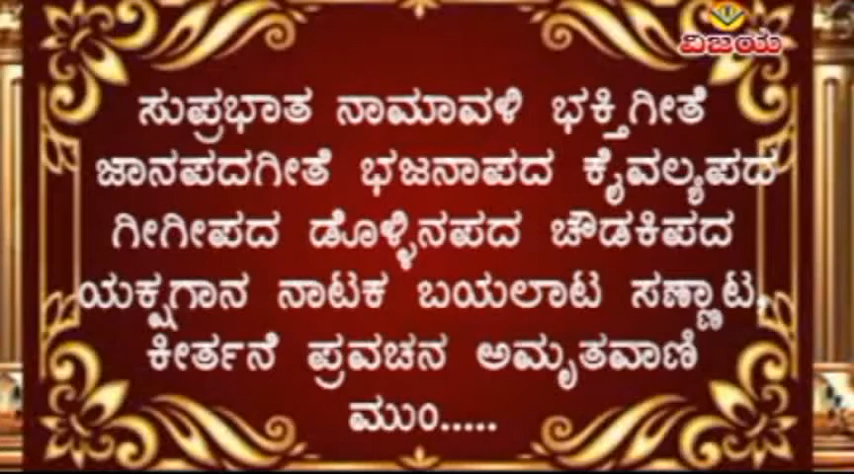 ವಿಜಯ
ಸುಪ್ರಭಾತ ನಾಮಾವಳಿ ಭಕ್ತಿಗೀತೆ
ಜಾನಪದಗೀತೆ ಭಜನಾಪದ ಕೈವಲ್ಯಪದ
ಗೀಗೀಪದ ಡೊಳ್ಳಿನಪದ ಚೌಡಕಿಪದ
ಯಕ್ಷಗಾನ ನಾಟಕ ಬಯಲಾಟ ಸಣ್ಣಾಟ,
ಕೀರ್ತನೆ ಪ್ರವಚನ ಅಮೃತವಾಣಿ
ಮುಂ.....